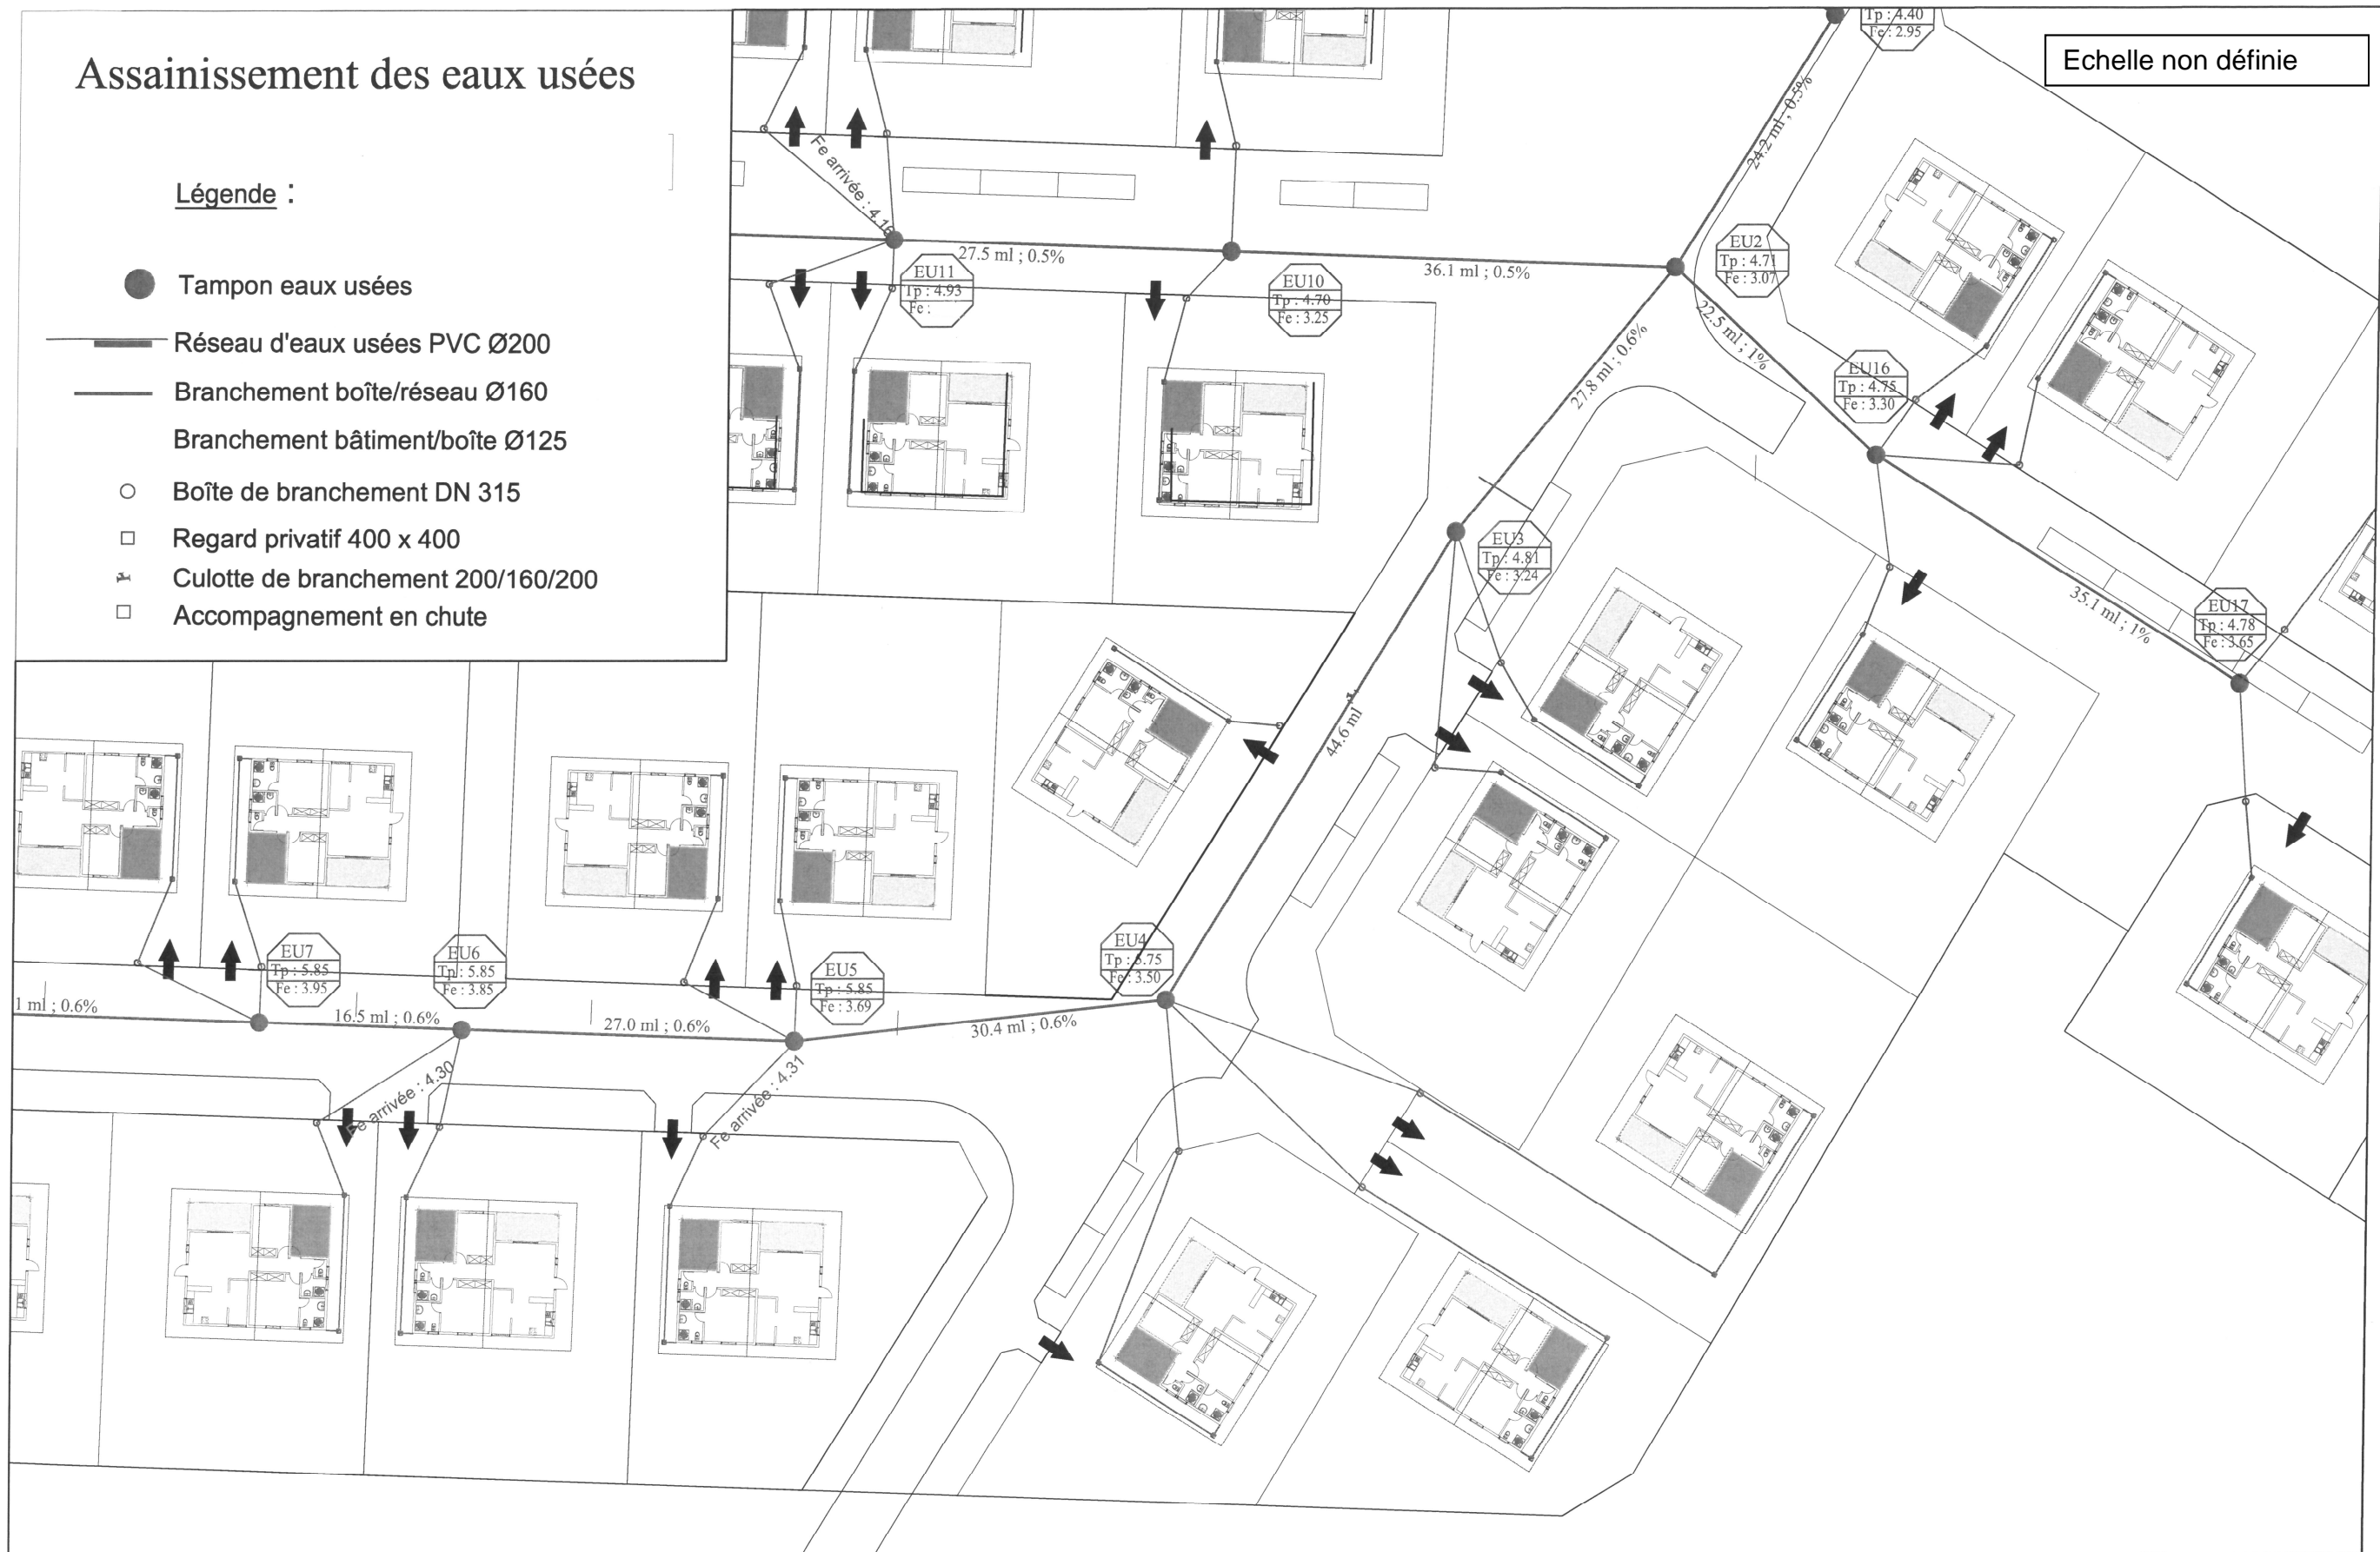 Assainissement des eaux usées
Légende :
Tampon eaux usées
Réseau d'eaux usées PVC Ø200
Branchement boîte/réseau Ø160
Branchement bâtiment/boîte Ø125
Boîte de branchement DN 315
Regard privatif 400 x 400
Culotte de branchement 200/160/200
Accompagnement en chute
Echelle non définie
Tp : 4.40
Fe : 2.95
24.2 ml ; 0.5%
Fe arrivée : 4.1
EU11
Tp : 4.93
Fe :
27.5 ml ; 0.5%
EU10
Tp : 4.70
Fe : 3.25
36.1 ml ; 0.5%
EU2
Tp : 4.71
Fe : 3.07
22.5 ml ; 1%
27.8 ml ; 0.6%
EU16
Tp : 4.75
Fe : 3.30
EU3
Tp : 4.81
Fe : 3.24
35.1 ml ; 1%
EU17
Tp : 4.78
Fe : 3.65
44.6 ml
EU7
Tp : 5.85
Fe : 3.95
EU6
Tp : 5.85
Fe : 3.85
EU5
Tp : 5.85
Fe : 3.69
EU4
Tp : 5.75
Fe : 3.50
1 ml ; 0.6%
16.5 ml ; 0.6%
27.0 ml ; 0.6%
30.4 ml ; 0.6%
Fe arrivée : 4.30
Fe arrivée : 4.31